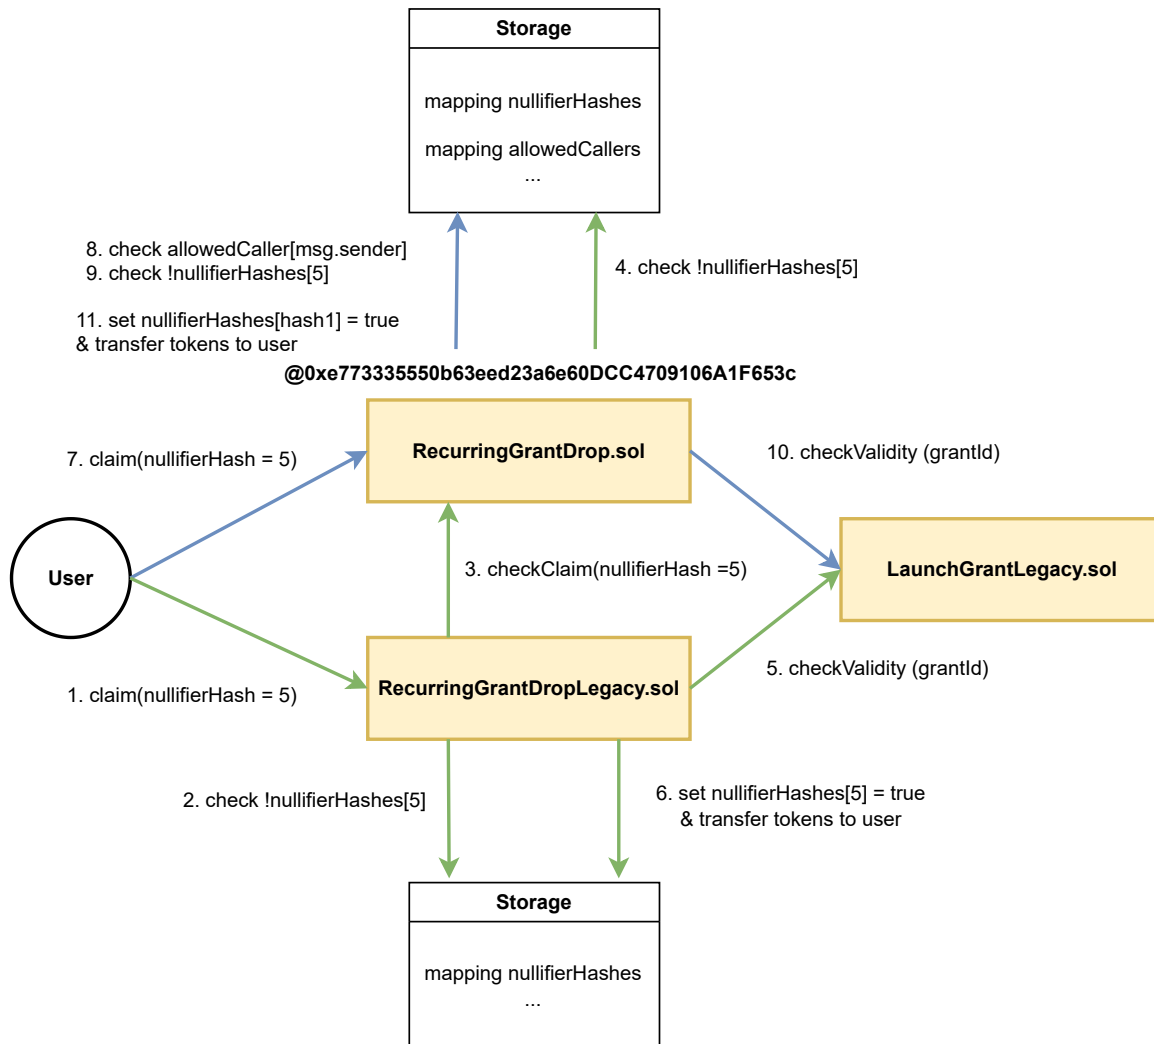 Storage
mapping nullifierHashes
mapping allowedCallers
...
8. check allowedCaller[msg.sender]
9. check !nullifierHashes[5]
4. check !nullifierHashes[5]
11. set nullifierHashes[hash1] = true
& transfer tokens to user
@0xe773335550b63eed23a6e60DCC4709106A1F653c
7. claim(nullifierHash = 5)
RecurringGrantDrop.sol
10. checkValidity (grantId)
User
3. checkClaim(nullifierHash =5)
LaunchGrantLegacy.sol
1. claim(nullifierHash = 5)
RecurringGrantDropLegacy.sol
5. checkValidity (grantId)
2. check !nullifierHashes[5]
6. set nullifierHashes[5] = true
& transfer tokens to user
Storage
mapping nullifierHashes
...